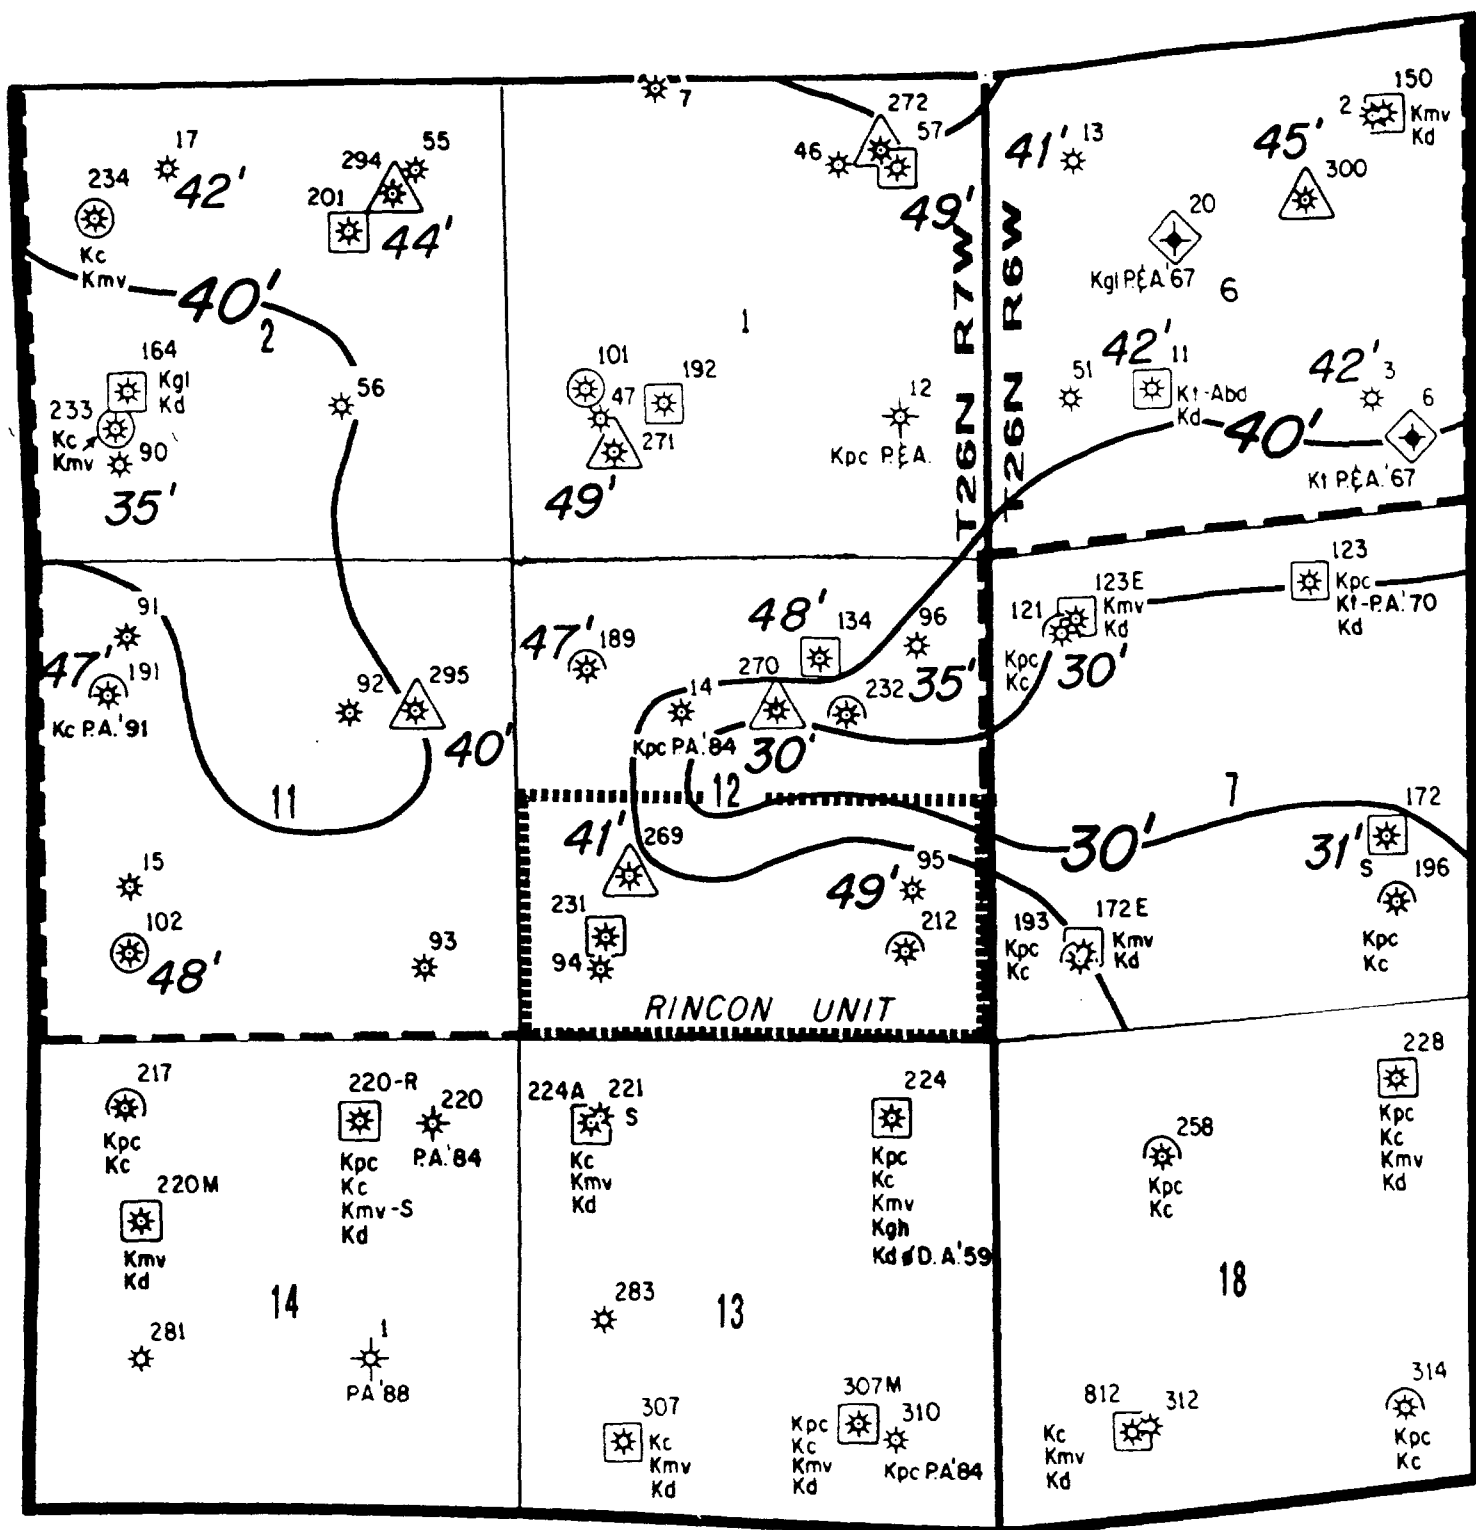 7
272
57
46
49'
17
42'
234
Kc
Kmv
294
55
201
44'
40'
2
1
164
Kgl
Kd
233
Kc
Kmv
90
35'
56
101
47
192
271
49'
12
Kpc P.&A.
T26N R7W
T26N R6W
41'
13
2
150
Kmv
Kd
45'
300
20
Kgl P.&A.'67
6
51
42'
11
Kt-Abd
Kd
42'
3
6
40'
Kt P.&A.'67
91
47'
191
Kc P.A.'91
92
295
40'
11
15
102
48'
93
47'
189
48'
134
96
270
14
232
35'
Kpc P.A.'84
30'
12
41'
269
95
49'
231
94
212
RINCON UNIT
123E
121
Kmv
Kd
Kpc
Kc
30'
123
Kpc
Kt-P.A.'70
Kd
7
30'
172
31'
S
196
Kpc
Kc
193
Kpc
Kc
172E
Kmv
Kd
217
Kpc
Kc
220-R
Kpc
Kc
Kmv-S
Kd
220
P.A.'84
220M
Kmv
Kd
14
281
1
PA'88
224A
221
S
Kc
Kmv
Kd
224
Kpc
Kc
Kmv
Kgh
Kd D.A.'59
283
13
307
Kc
Kmv
Kd
307M
Kpc
Kc
Kmv
Kd
310
Kpc P.A'84
228
Kpc
Kc
Kmv
Kd
258
Kpc
Kc
18
812
312
Kc
Kmv
Kd
314
Kpc
Kc